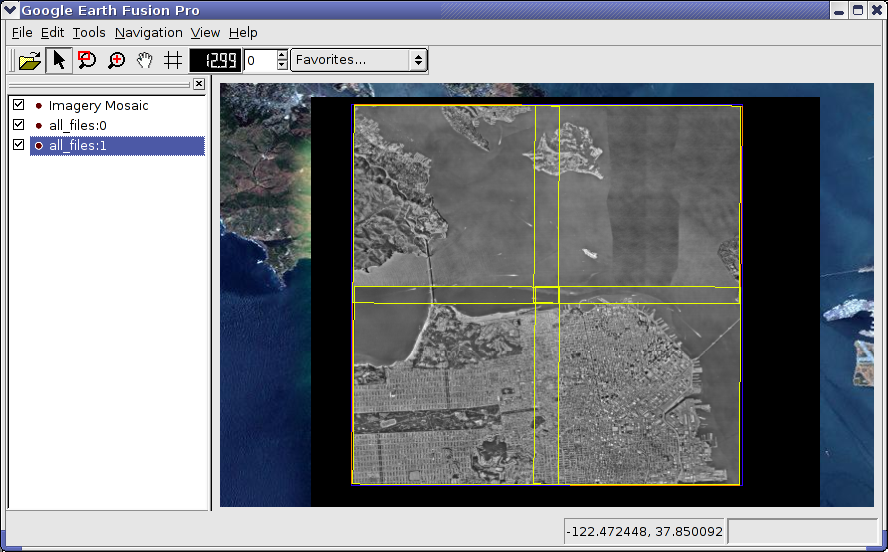 Google Earth Fusion Pro
File Edit Tools Navigation View Help
12.99 0 Favorites...
Imagery Mosaic
all_files:0
all_files:1
-122.472448, 37.850092